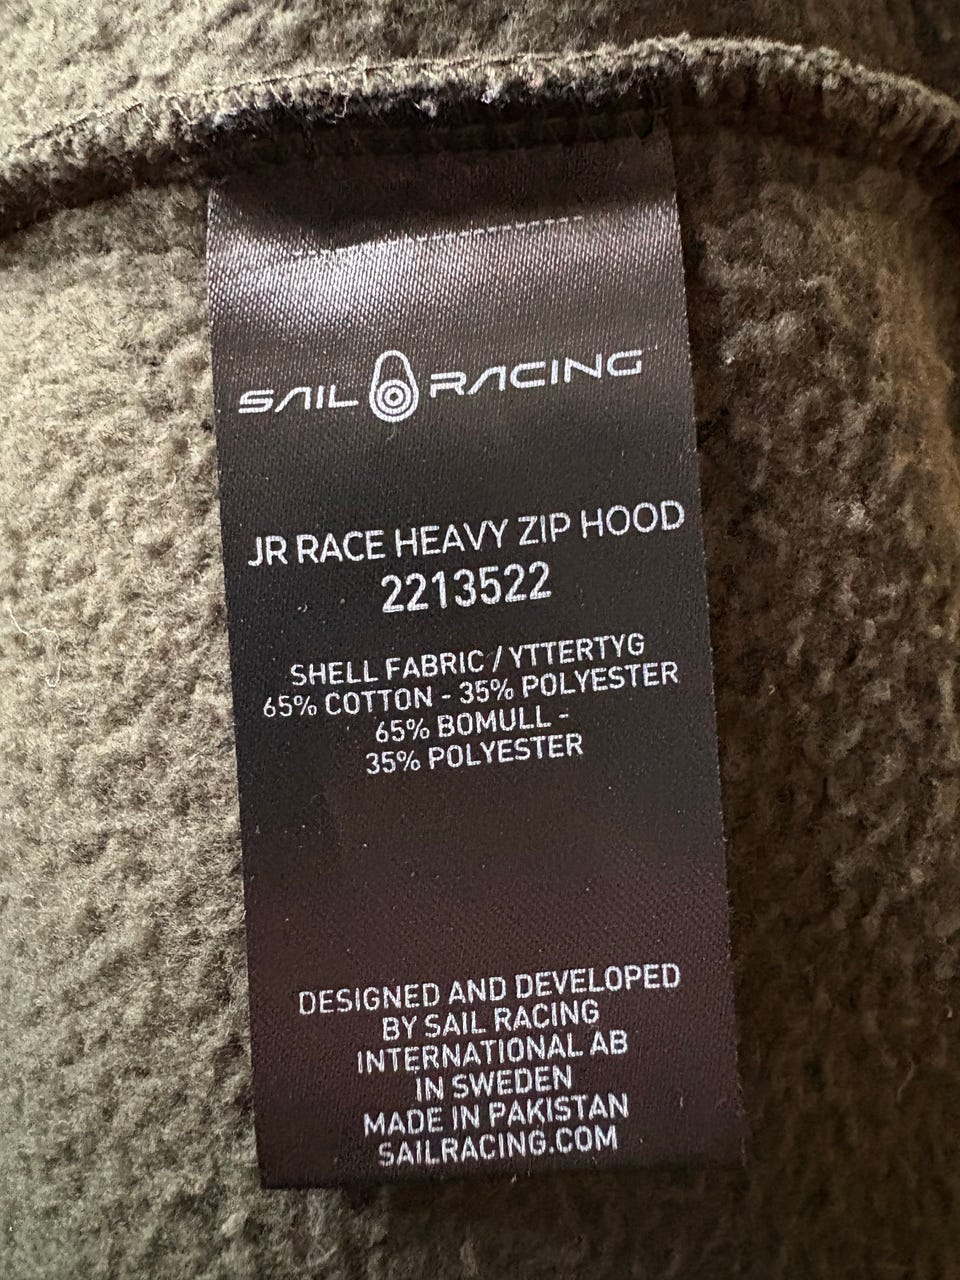 SAIL RACING
JR RACE HEAVY ZIP HOOD
2213522
SHELL FABRIC / YTTERTYG
65% COTTON - 35% POLYESTER
65% BOMULL -
35% POLYESTER
DESIGNED AND DEVELOPED
BY SAIL RACING
INTERNATIONAL AB
IN SWEDEN
MADE IN PAKISTAN
SAILRACING.COM